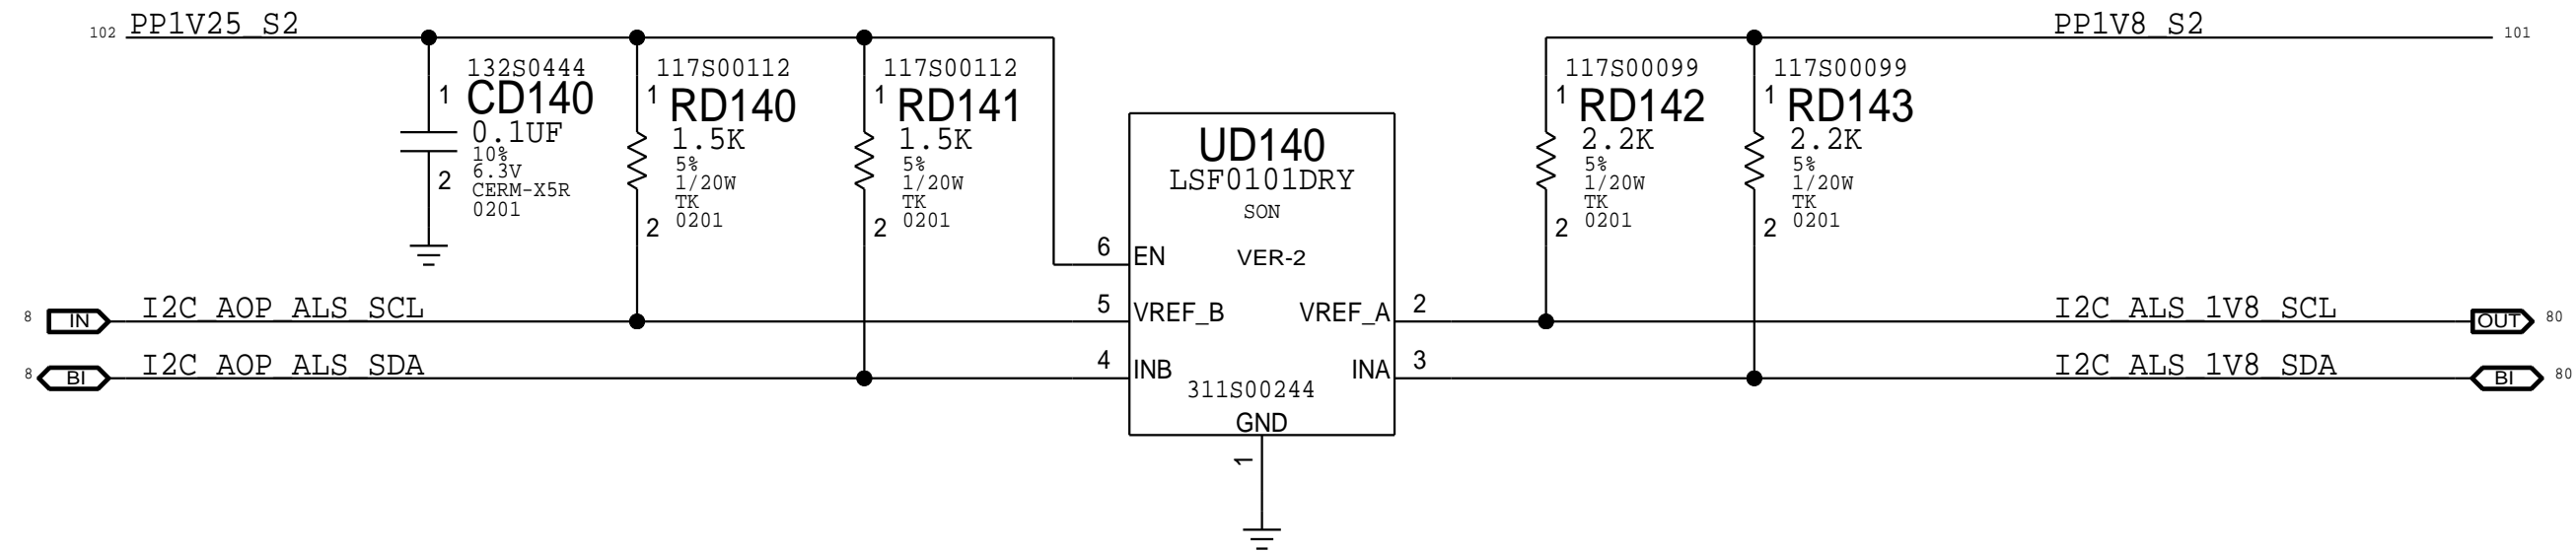 102 PP1V25_S2
PP1V8_S2 101
132S0444
1 CD140
0.1UF
10%
6.3V
2 CERM-X5R
0201
117S00112
1 RD140
1.5K
5%
1/20W
TK
2 0201
117S00112
1 RD141
1.5K
5%
1/20W
TK
2 0201
UD140
LSF0101DRY
SON
VER-2
6 EN
5 VREF_B
VREF_A 2
4 INB
INA 3
311S00244
GND
1
117S00099
1 RD142
2.2K
5%
1/20W
TK
2 0201
117S00099
1 RD143
2.2K
5%
1/20W
TK
2 0201
8 IN I2C_AOP_ALS_SCL
I2C_ALS_1V8_SCL OUT 80
8 BI I2C_AOP_ALS_SDA
I2C_ALS_1V8_SDA BI 80